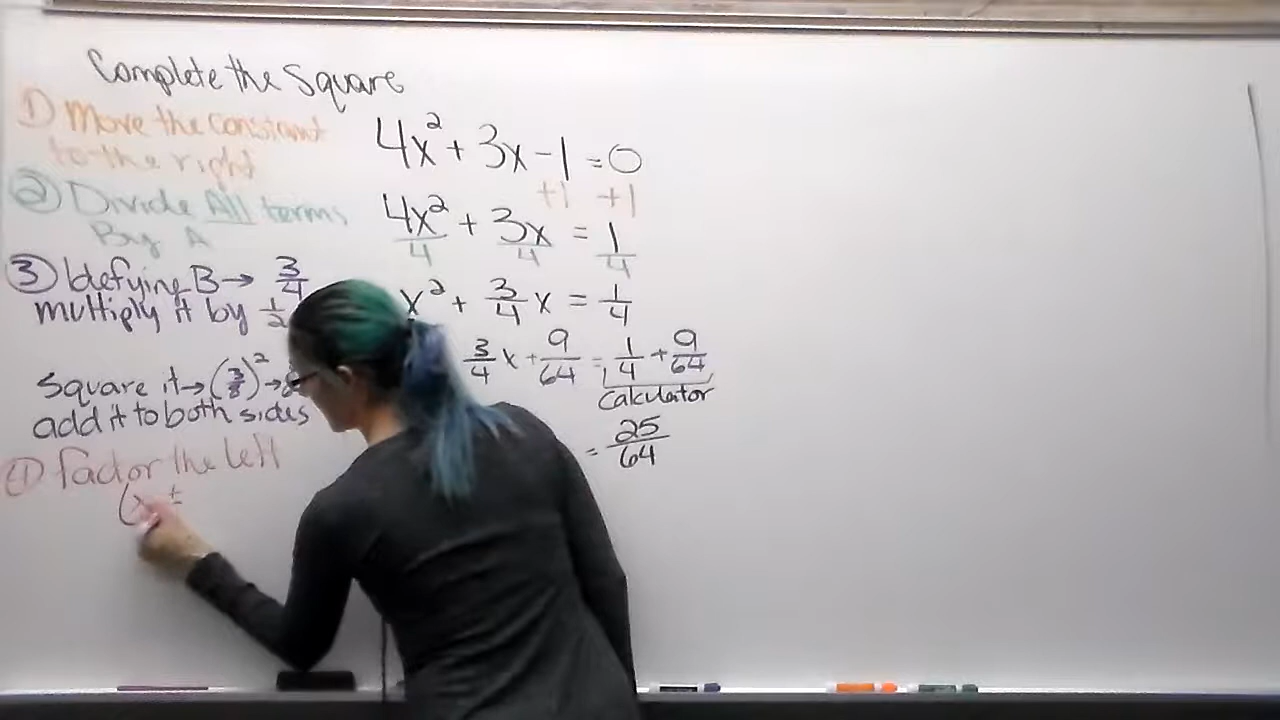 Complete the Square
1) Move the constant
to the right
2) Divide All terms
By A
3) Idefying B → 3/4
multiply it by 1/2
Square it → (3/8)² →
add it to both sides
4) factor the left
(x ±
4x² + 3x - 1 = 0
+1 +1
4x²/4 + 3x/4 = 1/4
x² + 3/4 x = 1/4
3/4 x + 9/64 = 1/4 + 9/64
Calculator
= 25/64